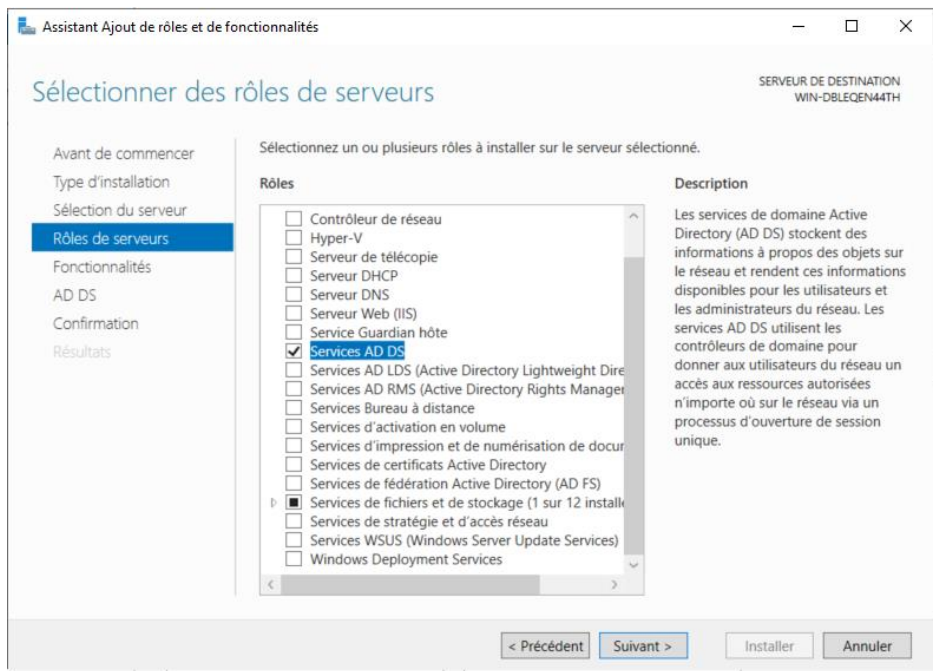 Assistant Ajout de rôles et de fonctionnalités
Sélectionner des rôles de serveurs
SERVEUR DE DESTINATION
WIN-DBLEQEN44TH
Avant de commencer
Type d'installation
Sélection du serveur
Rôles de serveurs
Fonctionnalités
AD DS
Confirmation
Résultats
Sélectionnez un ou plusieurs rôles à installer sur le serveur sélectionné.
Rôles
Contrôleur de réseau
Hyper-V
Serveur de télécopie
Serveur DHCP
Serveur DNS
Serveur Web (IIS)
Service Guardian hôte
Services AD DS
Services AD LDS (Active Directory Lightweight Dire
Services AD RMS (Active Directory Rights Manager
Services Bureau à distance
Services d'activation en volume
Services d'impression et de numérisation de docur
Services de certificats Active Directory
Services de fédération Active Directory (AD FS)
Services de fichiers et de stockage (1 sur 12 installé
Services de stratégie et d'accès réseau
Services WSUS (Windows Server Update Services)
Windows Deployment Services
Description
Les services de domaine Active
Directory (AD DS) stockent des
informations à propos des objets sur
le réseau et rendent ces informations
disponibles pour les utilisateurs et
les administrateurs du réseau. Les
services AD DS utilisent les
contrôleurs de domaine pour
donner aux utilisateurs du réseau un
accès aux ressources autorisées
n'importe où sur le réseau via un
processus d'ouverture de session
unique.
< Précédent
Suivant >
Installer
Annuler